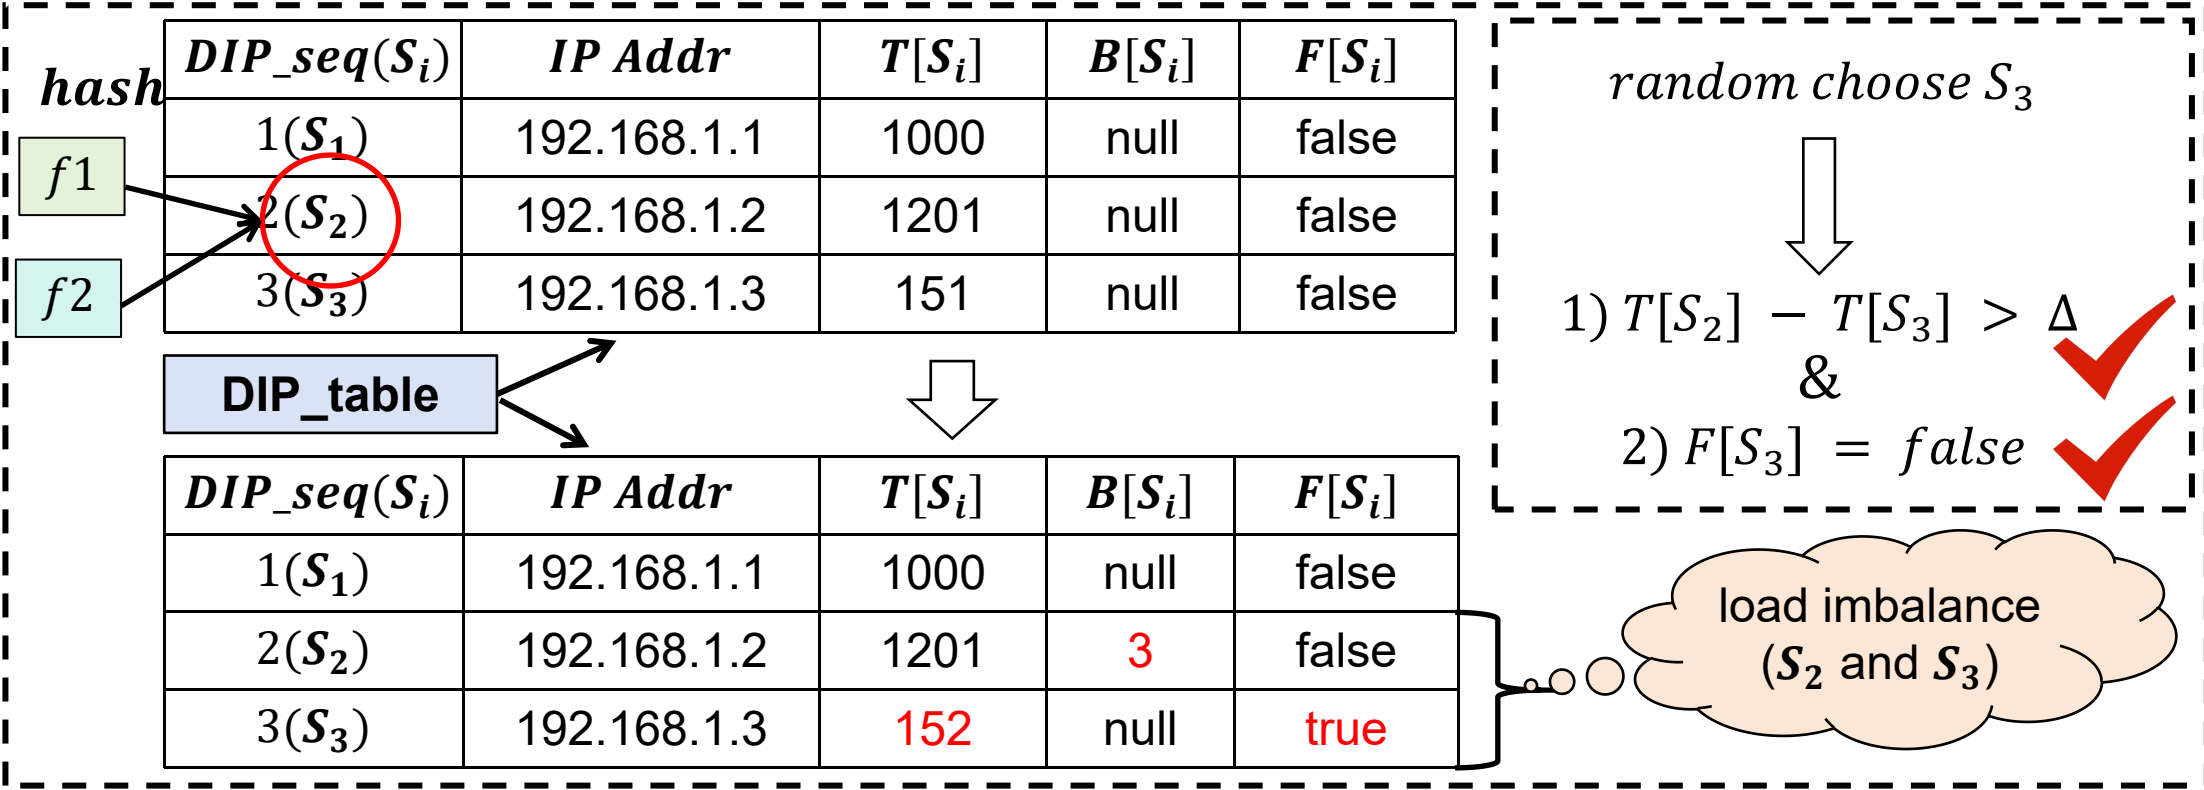 hash
f1
f2
DIP_seq(S_i) IP Addr T[S_i] B[S_i] F[S_i]
1(S_1) 192.168.1.1 1000 null false
2(S_2) 192.168.1.2 1201 null false
3(S_3) 192.168.1.3 151 null false
DIP_table
DIP_seq(S_i) IP Addr T[S_i] B[S_i] F[S_i]
1(S_1) 192.168.1.1 1000 null false
2(S_2) 192.168.1.2 1201 3 false
3(S_3) 192.168.1.3 152 null true
random choose S_3
1) T[S_2] − T[S_3] > Δ
&
2) F[S_3] = false
load imbalance
(S_2 and S_3)